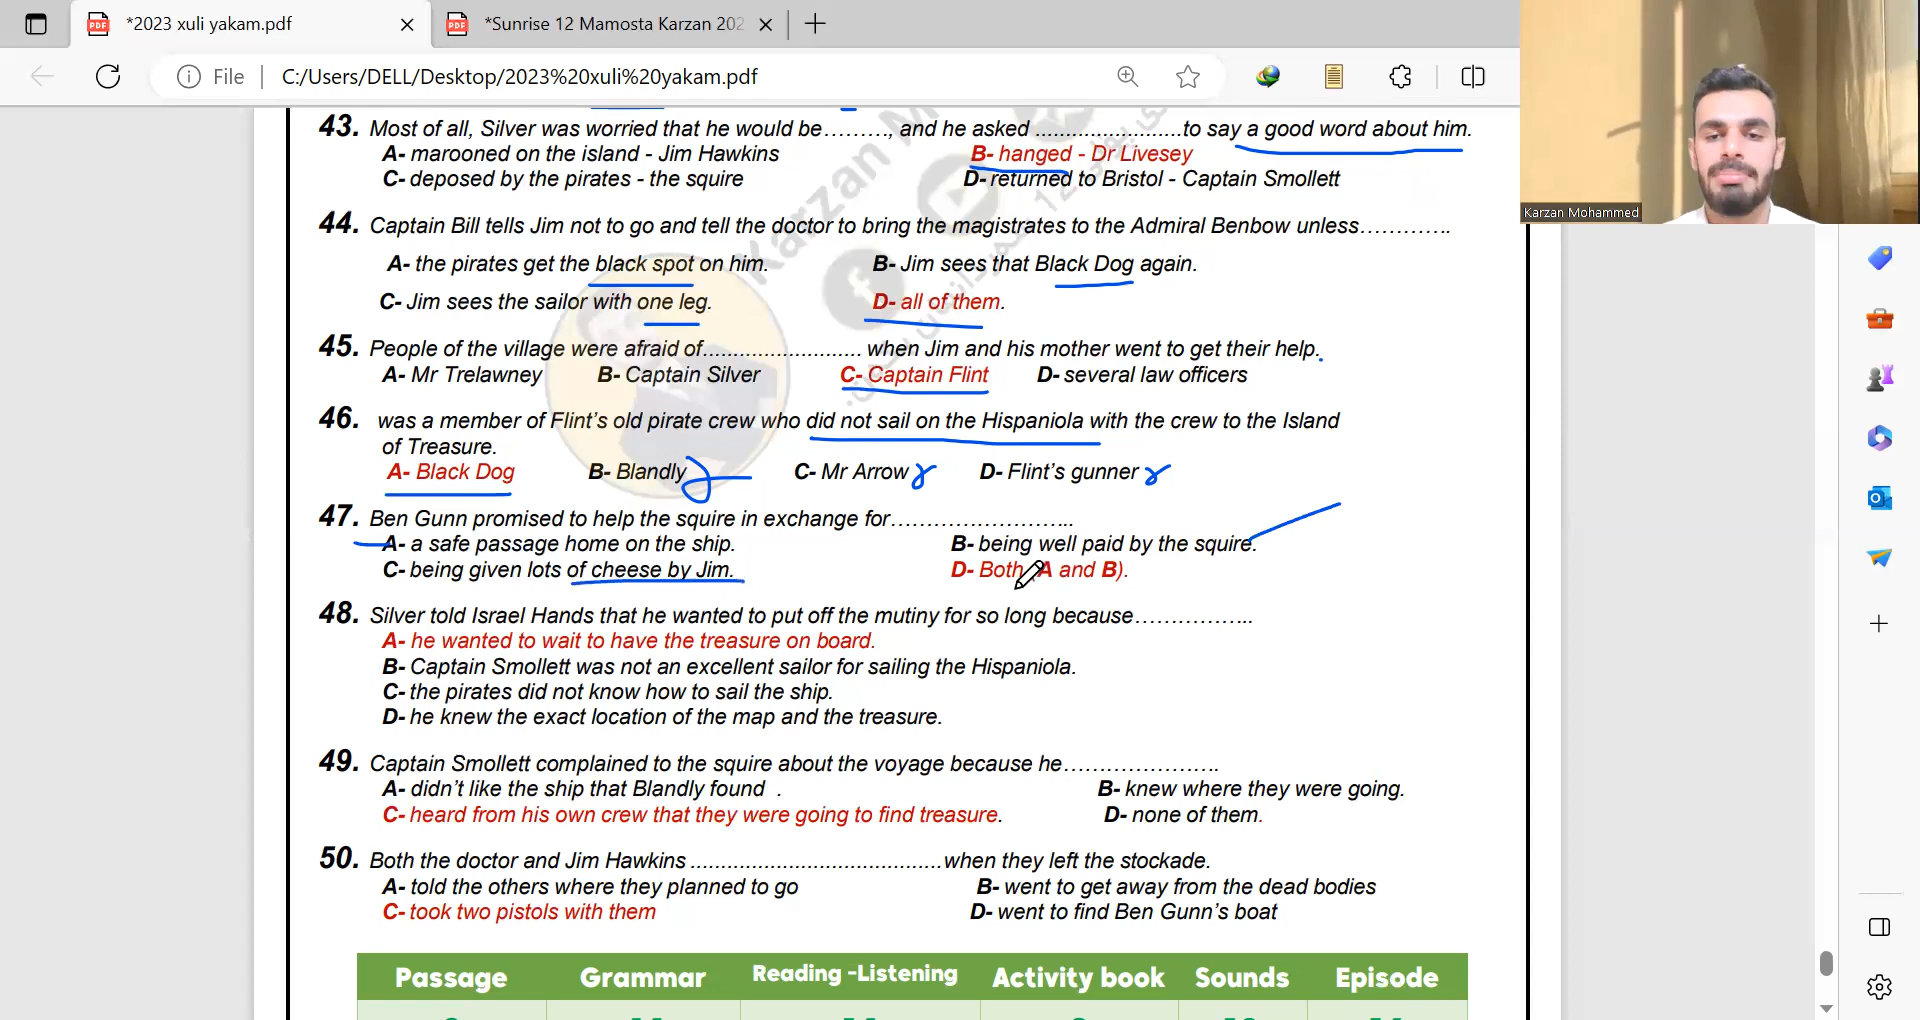 *2023 xuli yakam.pdf
*Sunrise 12 Mamosta Karzan 202
File
C:/Users/DELL/Desktop/2023%20xuli%20yakam.pdf
Karzan Mohammed
43. Most of all, Silver was worried that he would be………, and he asked ........................to say a good word about him.
A- marooned on the island - Jim Hawkins B- hanged - Dr Livesey
C- deposed by the pirates - the squire D- returned to Bristol - Captain Smollett
44. Captain Bill tells Jim not to go and tell the doctor to bring the magistrates to the Admiral Benbow unless………….
A- the pirates get the black spot on him. B- Jim sees that Black Dog again.
C- Jim sees the sailor with one leg. D- all of them.
45. People of the village were afraid of.......................... when Jim and his mother went to get their help.
A- Mr Trelawney B- Captain Silver C- Captain Flint D- several law officers
46. was a member of Flint's old pirate crew who did not sail on the Hispaniola with the crew to the Island
of Treasure.
A- Black Dog B- Blandly C- Mr Arrow D- Flint's gunner
47. Ben Gunn promised to help the squire in exchange for……………………..
A- a safe passage home on the ship. B- being well paid by the squire.
C- being given lots of cheese by Jim. D- Both (A and B).
48. Silver told Israel Hands that he wanted to put off the mutiny for so long because……………..
A- he wanted to wait to have the treasure on board.
B- Captain Smollett was not an excellent sailor for sailing the Hispaniola.
C- the pirates did not know how to sail the ship.
D- he knew the exact location of the map and the treasure.
49. Captain Smollett complained to the squire about the voyage because he………………….
A- didn't like the ship that Blandly found .
B- knew where they were going.
C- heard from his own crew that they were going to find treasure. D- none of them.
50. Both the doctor and Jim Hawkins ..........................................when they left the stockade.
A- told the others where they planned to go B- went to get away from the dead bodies
C- took two pistols with them D- went to find Ben Gunn's boat
Passage Grammar Reading -Listening Activity book Sounds Episode